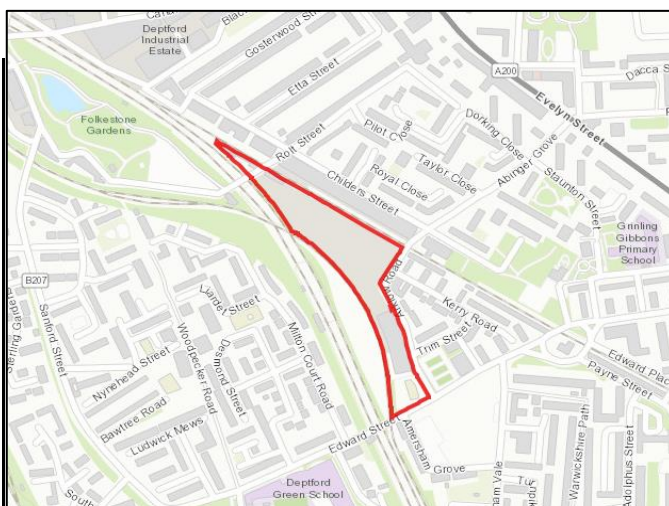 Deptford
Industrial
Estate
Gosterwood Street
Etta Street
A200
Evelyn Street
Dacca St
Folkestone
Gardens
Rolt Street
Pilot Close
Dorking Close
Royal Close
Taylor Close
Abinger Grove
Childers Street
Staunton Street
Grinling
Gibbons
Primary
School
B207
Sanford Street
Sterling Gardens
Liardet Street
Woodpecker Road
Desmond Street
Milton Court Road
Nynehead Street
Bawtree Road
Ludwick Mews
Arklow Road
Kerry Road
Trim Street
Edward Place
Payne Street
Edward Street
Amersham
Grove
Deptford
Green School
Warwickshire Path
Adolphus Street